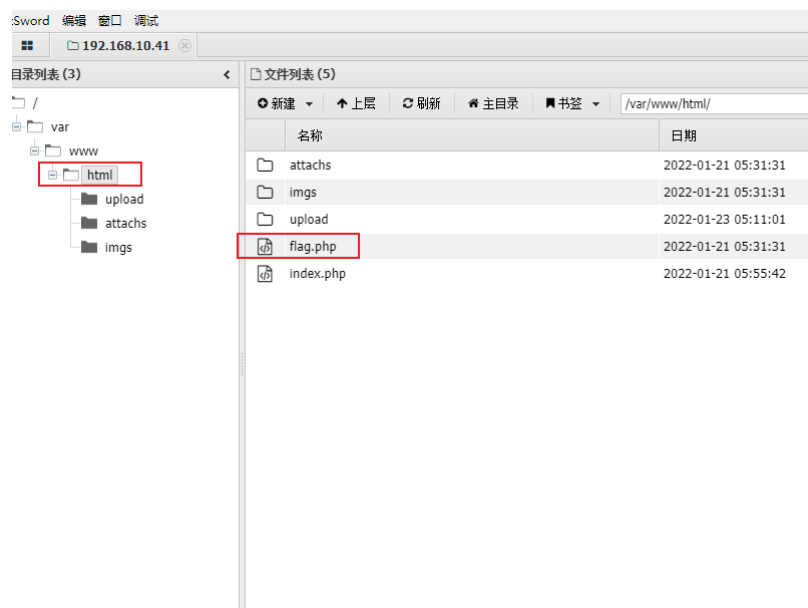 :Sword 编辑 窗口 调试
192.168.10.41
目录列表 (3)
文件列表 (5)
新建 上层 刷新 主目录 书签 /var/www/html/
/
var
www
html
upload
attachs
imgs
名称 日期
attachs 2022-01-21 05:31:31
imgs 2022-01-21 05:31:31
upload 2022-01-23 05:11:01
flag.php 2022-01-21 05:31:31
index.php 2022-01-21 05:55:42